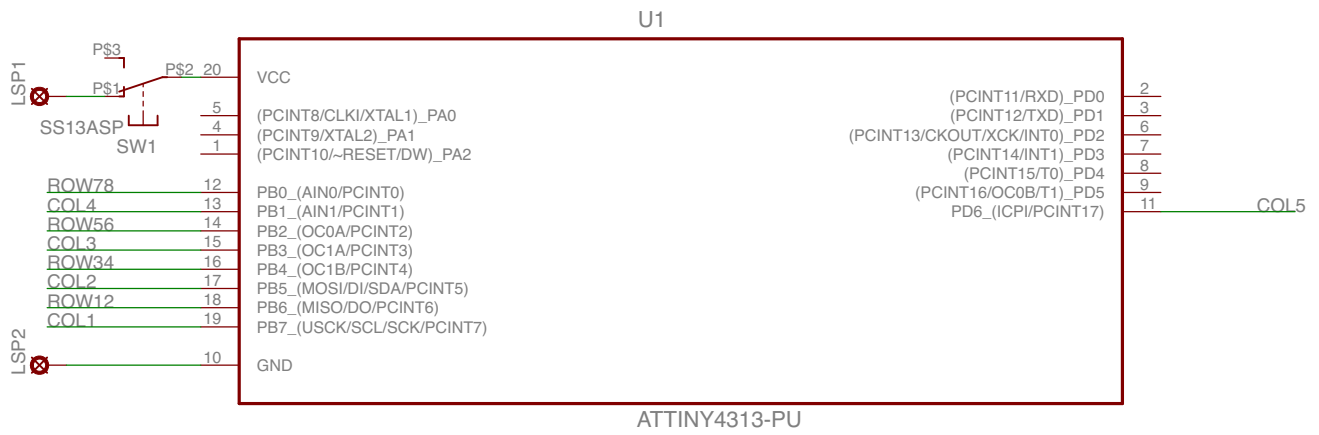 U1
P$3
P$2 20 VCC
LSP1
P$1
SS13ASP
SW1
5 (PCINT8/CLKI/XTAL1)_PA0
4 (PCINT9/XTAL2)_PA1
1 (PCINT10/~RESET/DW)_PA2
ROW78 12 PB0_(AIN0/PCINT0)
COL4 13 PB1_(AIN1/PCINT1)
ROW56 14 PB2_(OC0A/PCINT2)
COL3 15 PB3_(OC1A/PCINT3)
ROW34 16 PB4_(OC1B/PCINT4)
COL2 17 PB5_(MOSI/DI/SDA/PCINT5)
ROW12 18 PB6_(MISO/DO/PCINT6)
COL1 19 PB7_(USCK/SCL/SCK/PCINT7)
LSP2
10 GND
(PCINT11/RXD)_PD0 2
(PCINT12/TXD)_PD1 3
(PCINT13/CKOUT/XCK/INT0)_PD2 6
(PCINT14/INT1)_PD3 7
(PCINT15/T0)_PD4 8
(PCINT16/OC0B/T1)_PD5 9
PD6_(ICPI/PCINT17) 11 COL5
ATTINY4313-PU